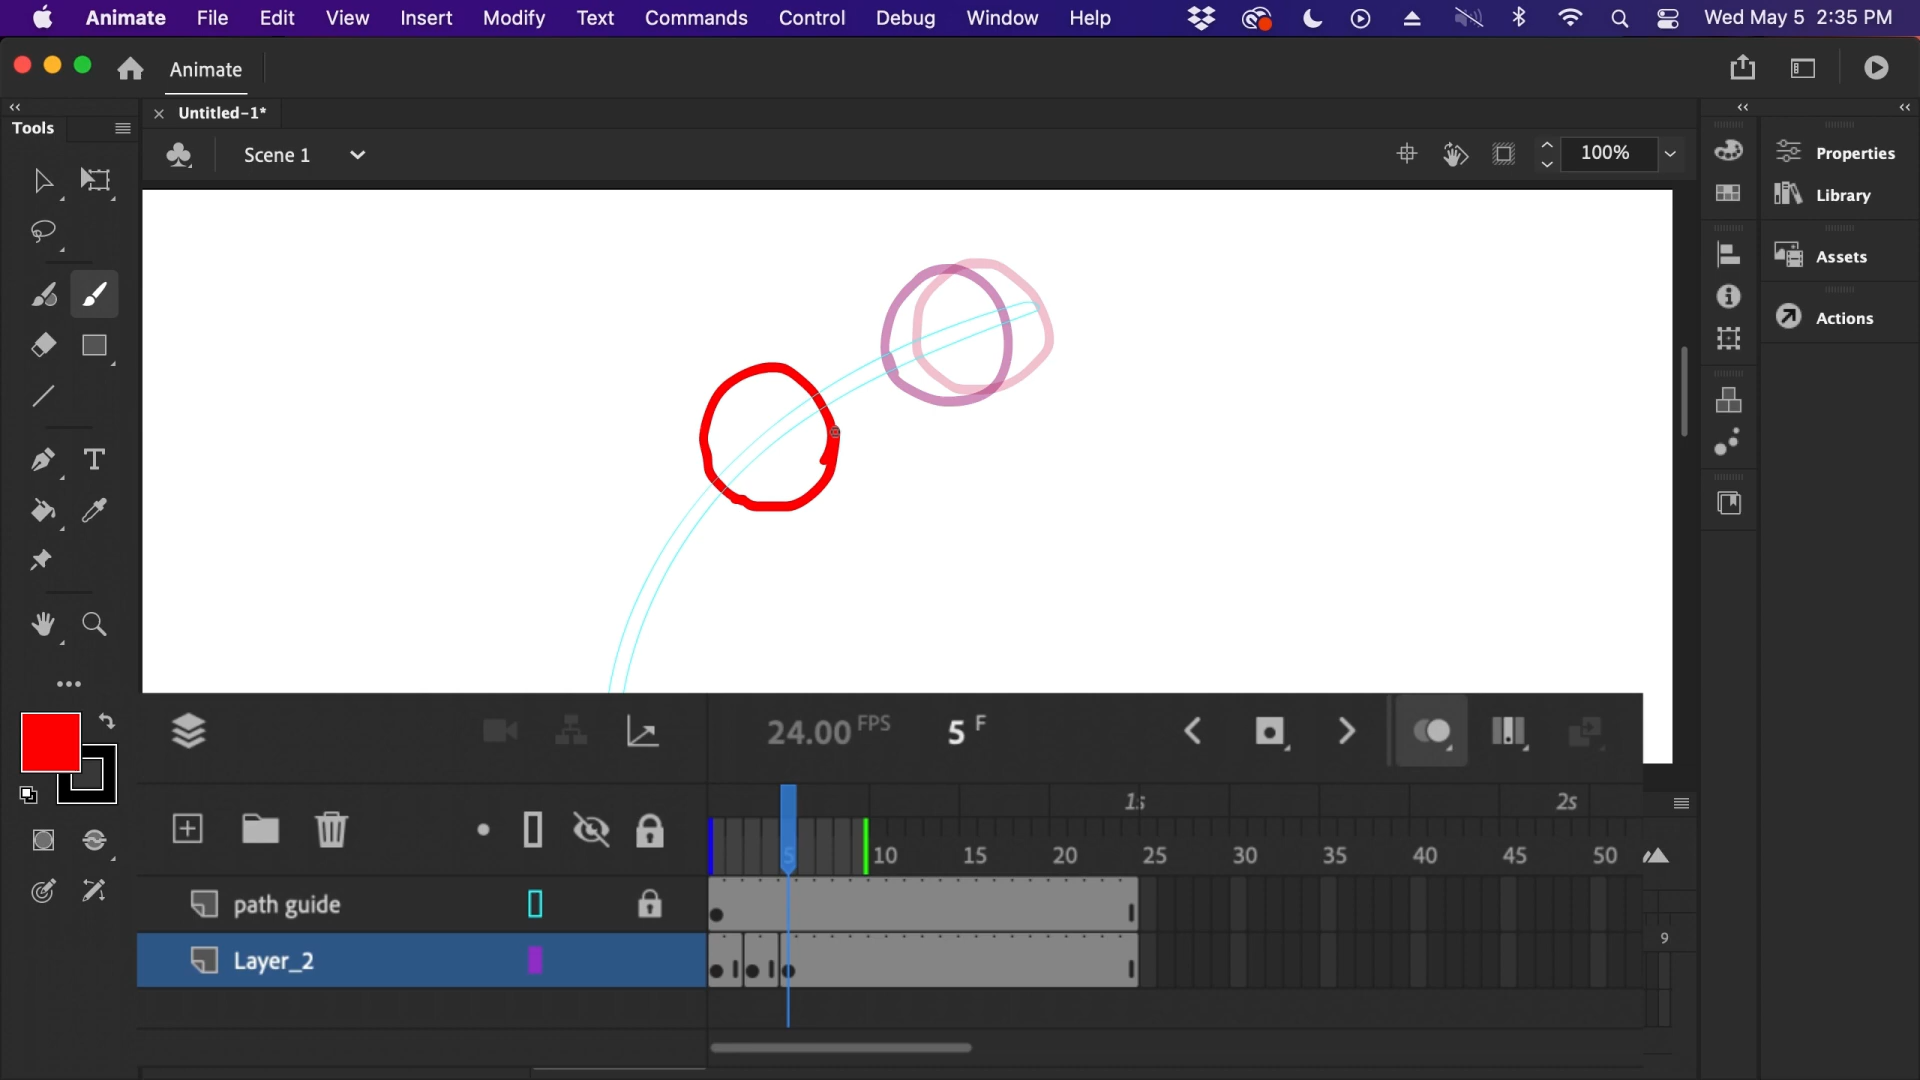 Animate File Edit View Insert Modify Text Commands Control Debug Window Help Wed May 5 2:35 PM
Animate
Tools
Untitled-1*
Scene 1
100%
Properties
Library
Assets
Actions
24.00 FPS 5 F
1s 2s
5 10 15 20 25 30 35 40 45 50
path guide
Layer_2
9